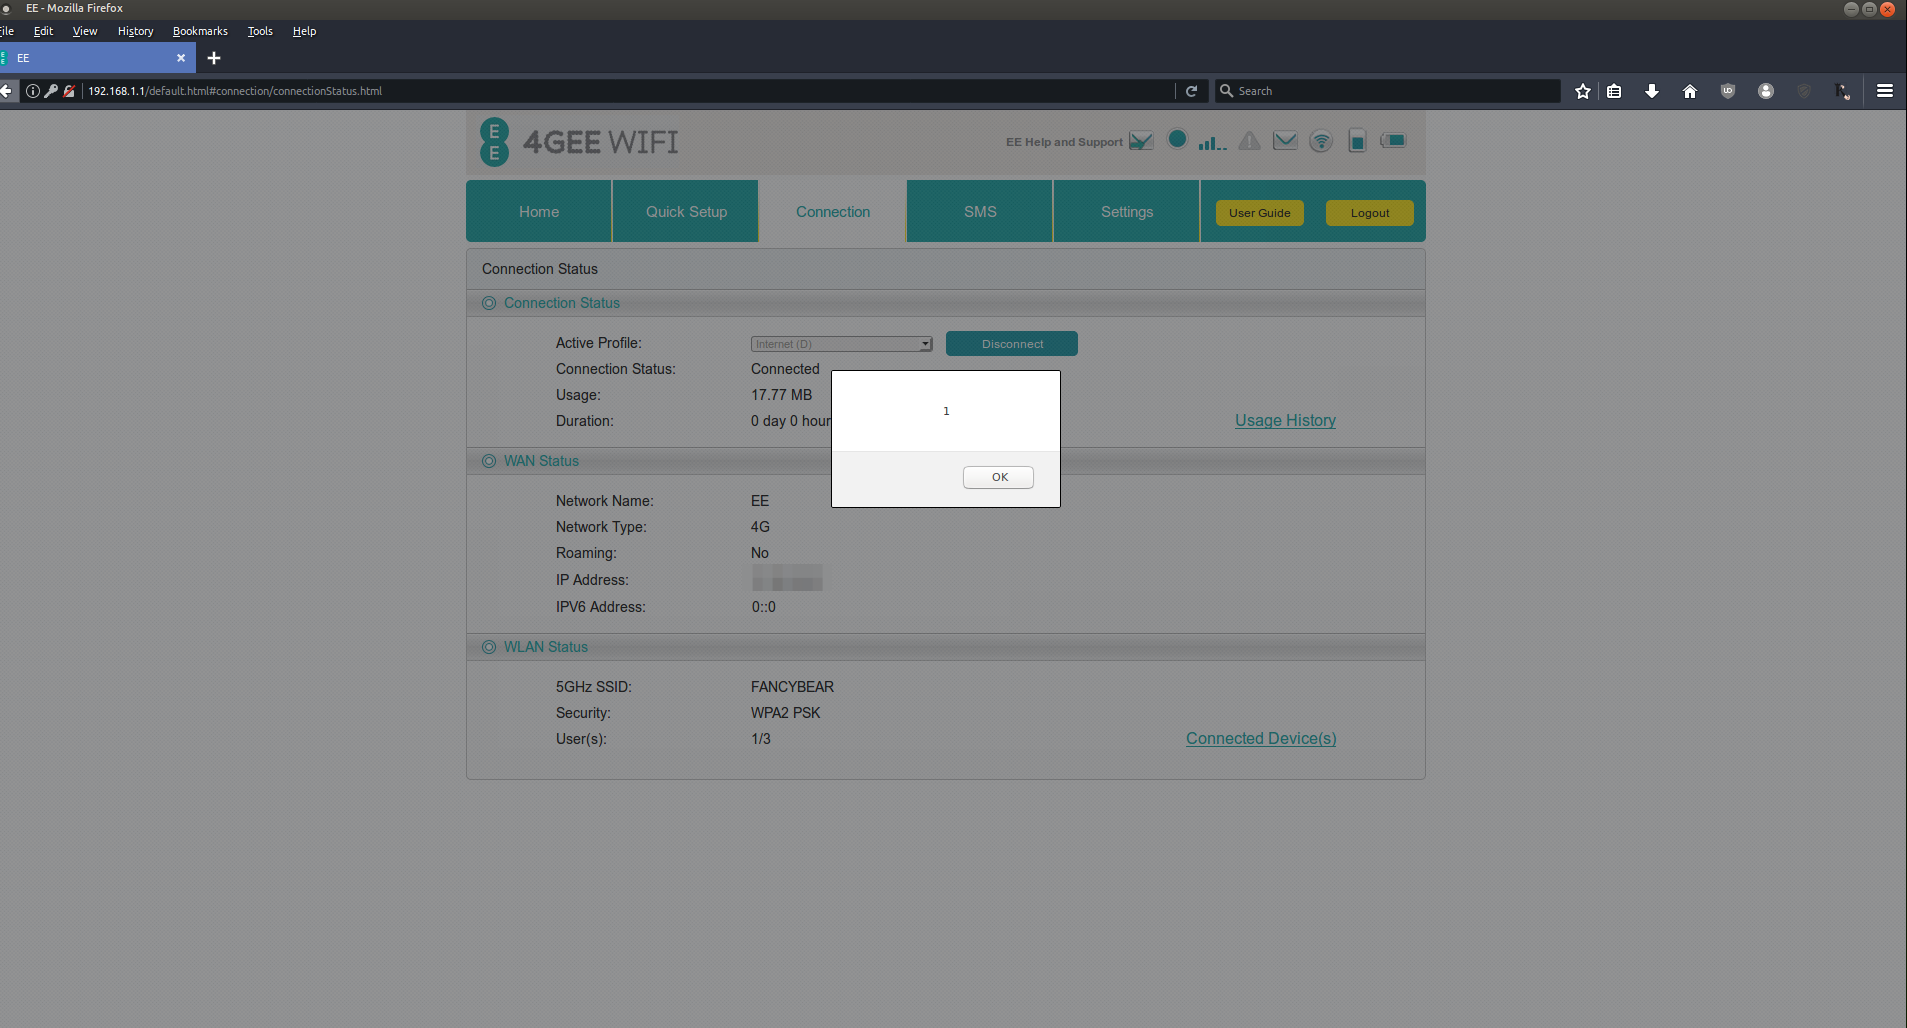 EE - Mozilla Firefox
File Edit View History Bookmarks Tools Help
EE
192.168.1.1/default.html#connection/connectionStatus.html
Search
EE 4GEE WIFI
EE Help and Support
Home Quick Setup Connection SMS Settings User Guide Logout
Connection Status
Connection Status
Active Profile: Internet (D) Disconnect
Connection Status: Connected
Usage: 17.77 MB
Duration: 0 day 0 hour
Usage History
1
OK
WAN Status
Network Name: EE
Network Type: 4G
Roaming: No
IP Address:
IPV6 Address: 0::0
WLAN Status
5GHz SSID: FANCYBEAR
Security: WPA2 PSK
User(s): 1/3
Connected Device(s)